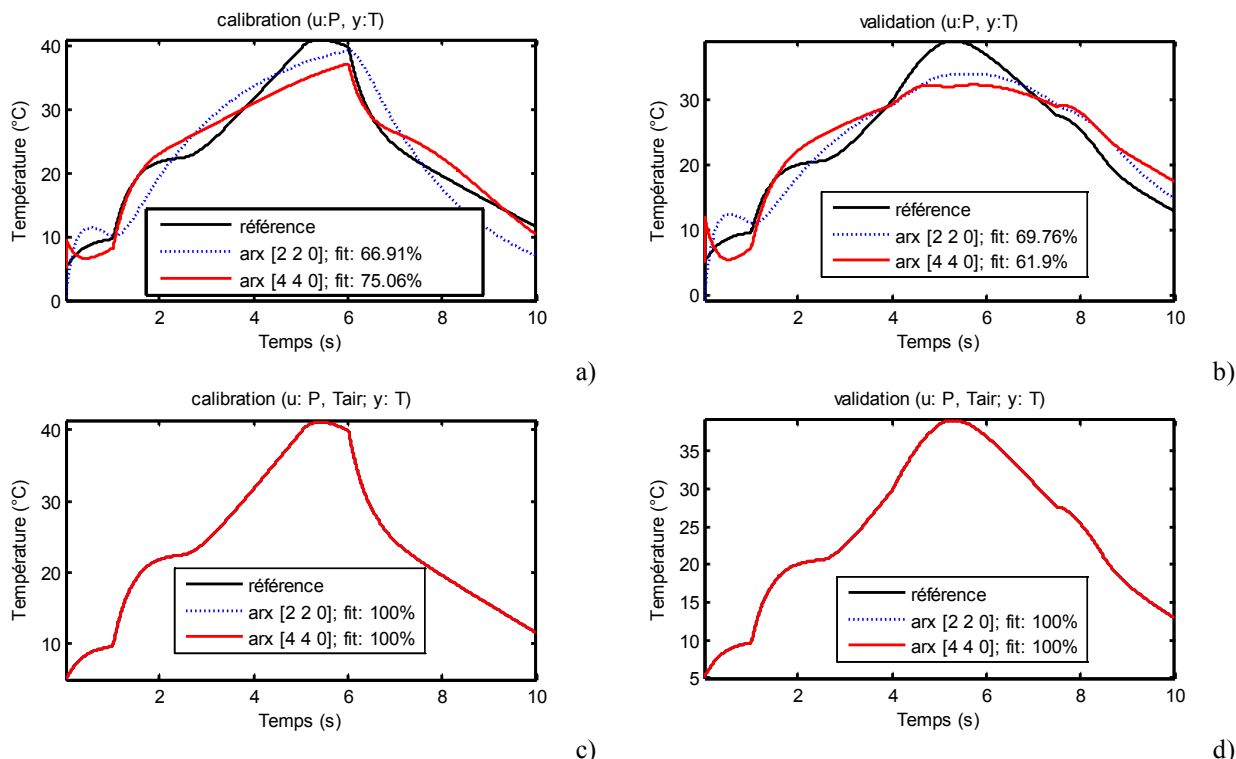 calibration (u:P, y:T)
Température (°C)
40
30
20
10
0
référence
arx [2 2 0]; fit: 66.91%
arx [4 4 0]; fit: 75.06%
2 4 6 8 10
Temps (s)
a)
validation (u:P, y:T)
Température (°C)
30
20
10
0
référence
arx [2 2 0]; fit: 69.76%
arx [4 4 0]; fit: 61.9%
2 4 6 8 10
Temps (s)
b)
calibration (u: P, Tair; y: T)
Température (°C)
40
30
20
10
référence
arx [2 2 0]; fit: 100%
arx [4 4 0]; fit: 100%
2 4 6 8 10
Temps (s)
c)
validation (u: P, Tair; y: T)
Température (°C)
35
30
25
20
15
10
5
référence
arx [2 2 0]; fit: 100%
arx [4 4 0]; fit: 100%
2 4 6 8 10
Temps (s)
d)